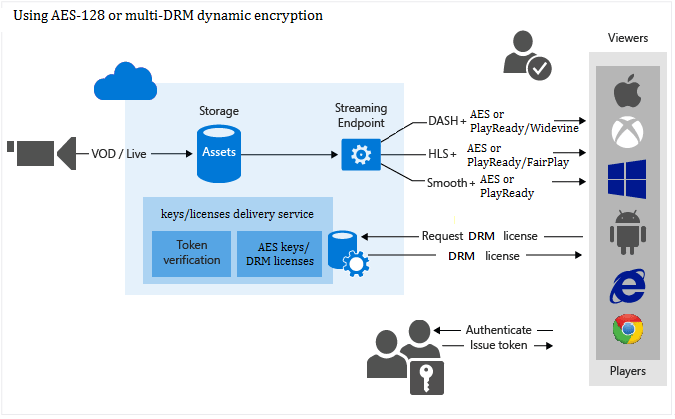 Using AES-128 or multi-DRM dynamic encryption
Viewers
Storage
Streaming
Endpoint
Assets
VOD / Live
DASH + AES or
PlayReady/Widevine
HLS + AES or
PlayReady/FairPlay
Smooth + AES or
PlayReady
keys/licenses delivery service
Token
verification
AES keys/
DRM licenses
Request DRM license
DRM license
Authenticate
Issue token
Players